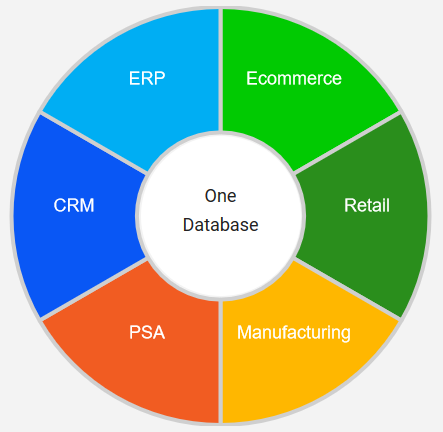 ERP
Ecommerce
CRM
One
Database
Retail
PSA
Manufacturing